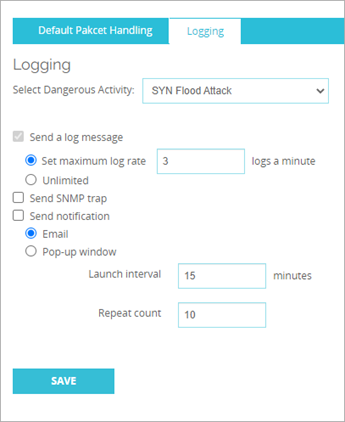 Default Pakcet Handling Logging
Logging
Select Dangerous Activity: SYN Flood Attack
Send a log message
Set maximum log rate 3 logs a minute
Unlimited
Send SNMP trap
Send notification
Email
Pop-up window
Launch interval 15 minutes
Repeat count 10
SAVE